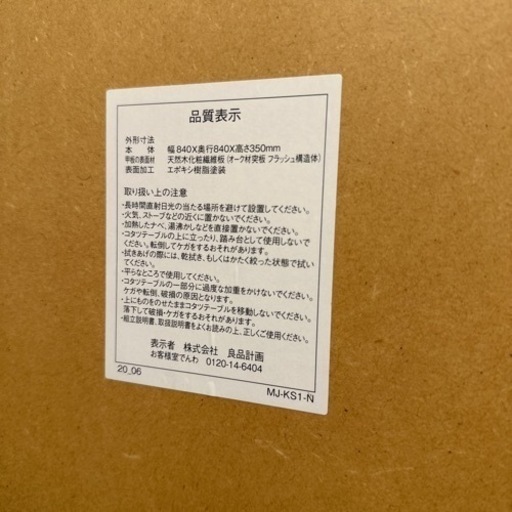 品質表示
外形寸法
本体 幅840X奥行840X高さ350mm
甲板の表面材 天然木化粧繊維板(オーク材突板 フラッシュ構造体)
表面加工 エポキシ樹脂塗装
取り扱い上の注意
・長時間直射日光の当たる場所を避けて設置してください。
・火気、ストーブなどの近くに置かないでください。
・加熱したナベ、湯沸かしなどを直接置かないでください。
・コタツテーブルの上に立ったり、踏み台として使用しないで
ください。転倒してケガをするおそれがあります。
・拭きあげの際には、乾拭き、もしくはかたく絞った状態で拭い
てください。
・平らなところで使用してください。
・コタツテーブルの一部分に過度な加重をかけないでください。
ケガや転倒、破損の原因となります。
・上にものをのせたままコタツテーブルを移動しないでください。
落下して破損・ケガをするおそれがあります。
・組立説明書、取扱説明書をよくお読みの上、正しくご使用ください。
表示者 株式会社 良品計画
お客様室でんわ 0120-14-6404
20_06
MJ-KS1-N